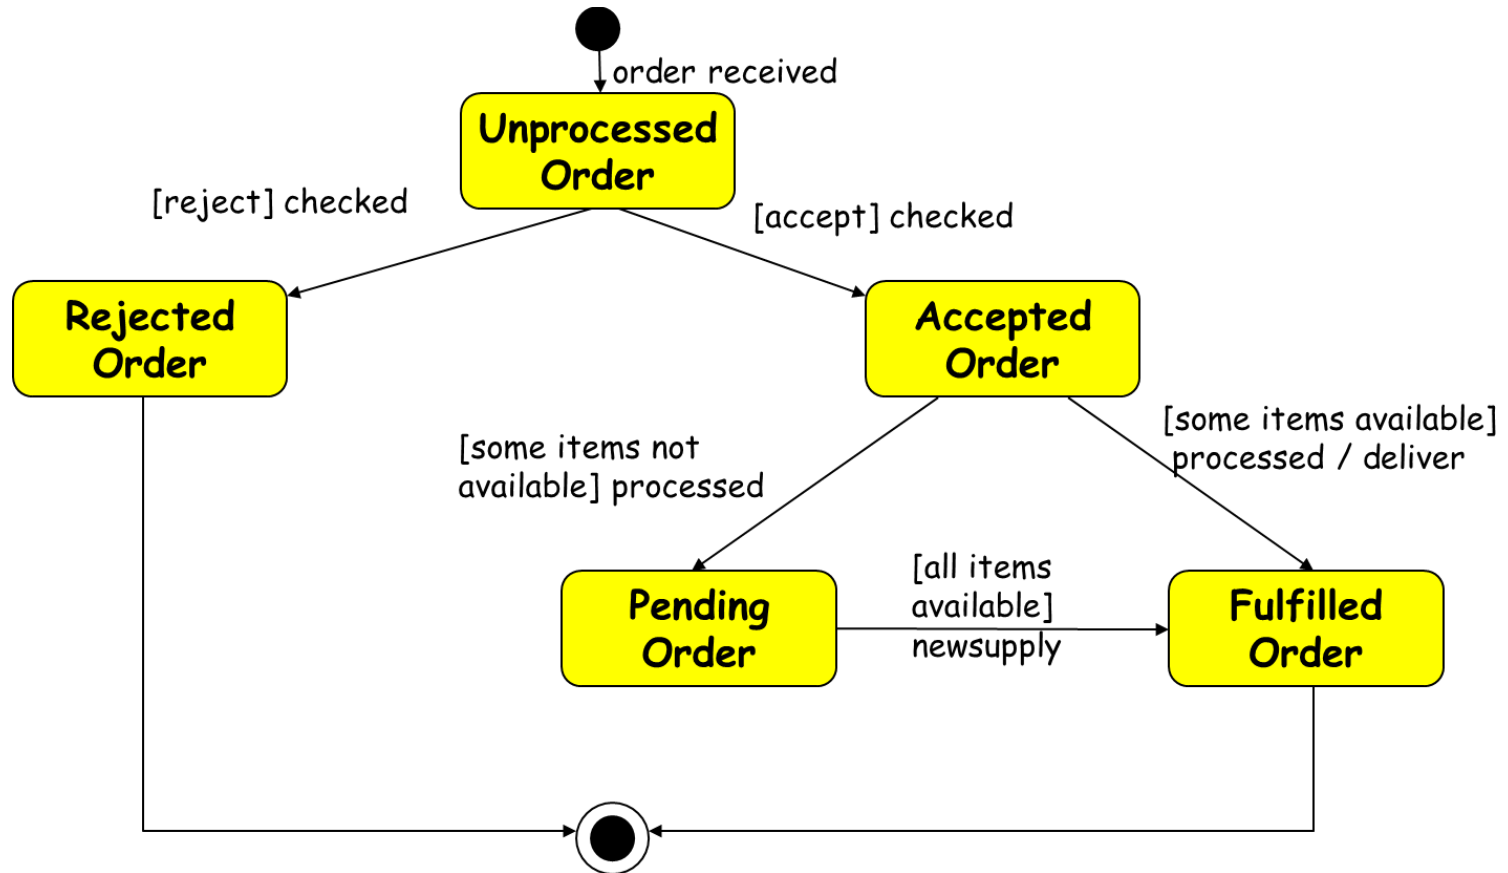 order received
Unprocessed
Order
[reject] checked
[accept] checked
Rejected
Order
Accepted
Order
[some items not
available] processed
[some items available]
processed / deliver
Pending
Order
[all items
available]
newsupply
Fulfilled
Order